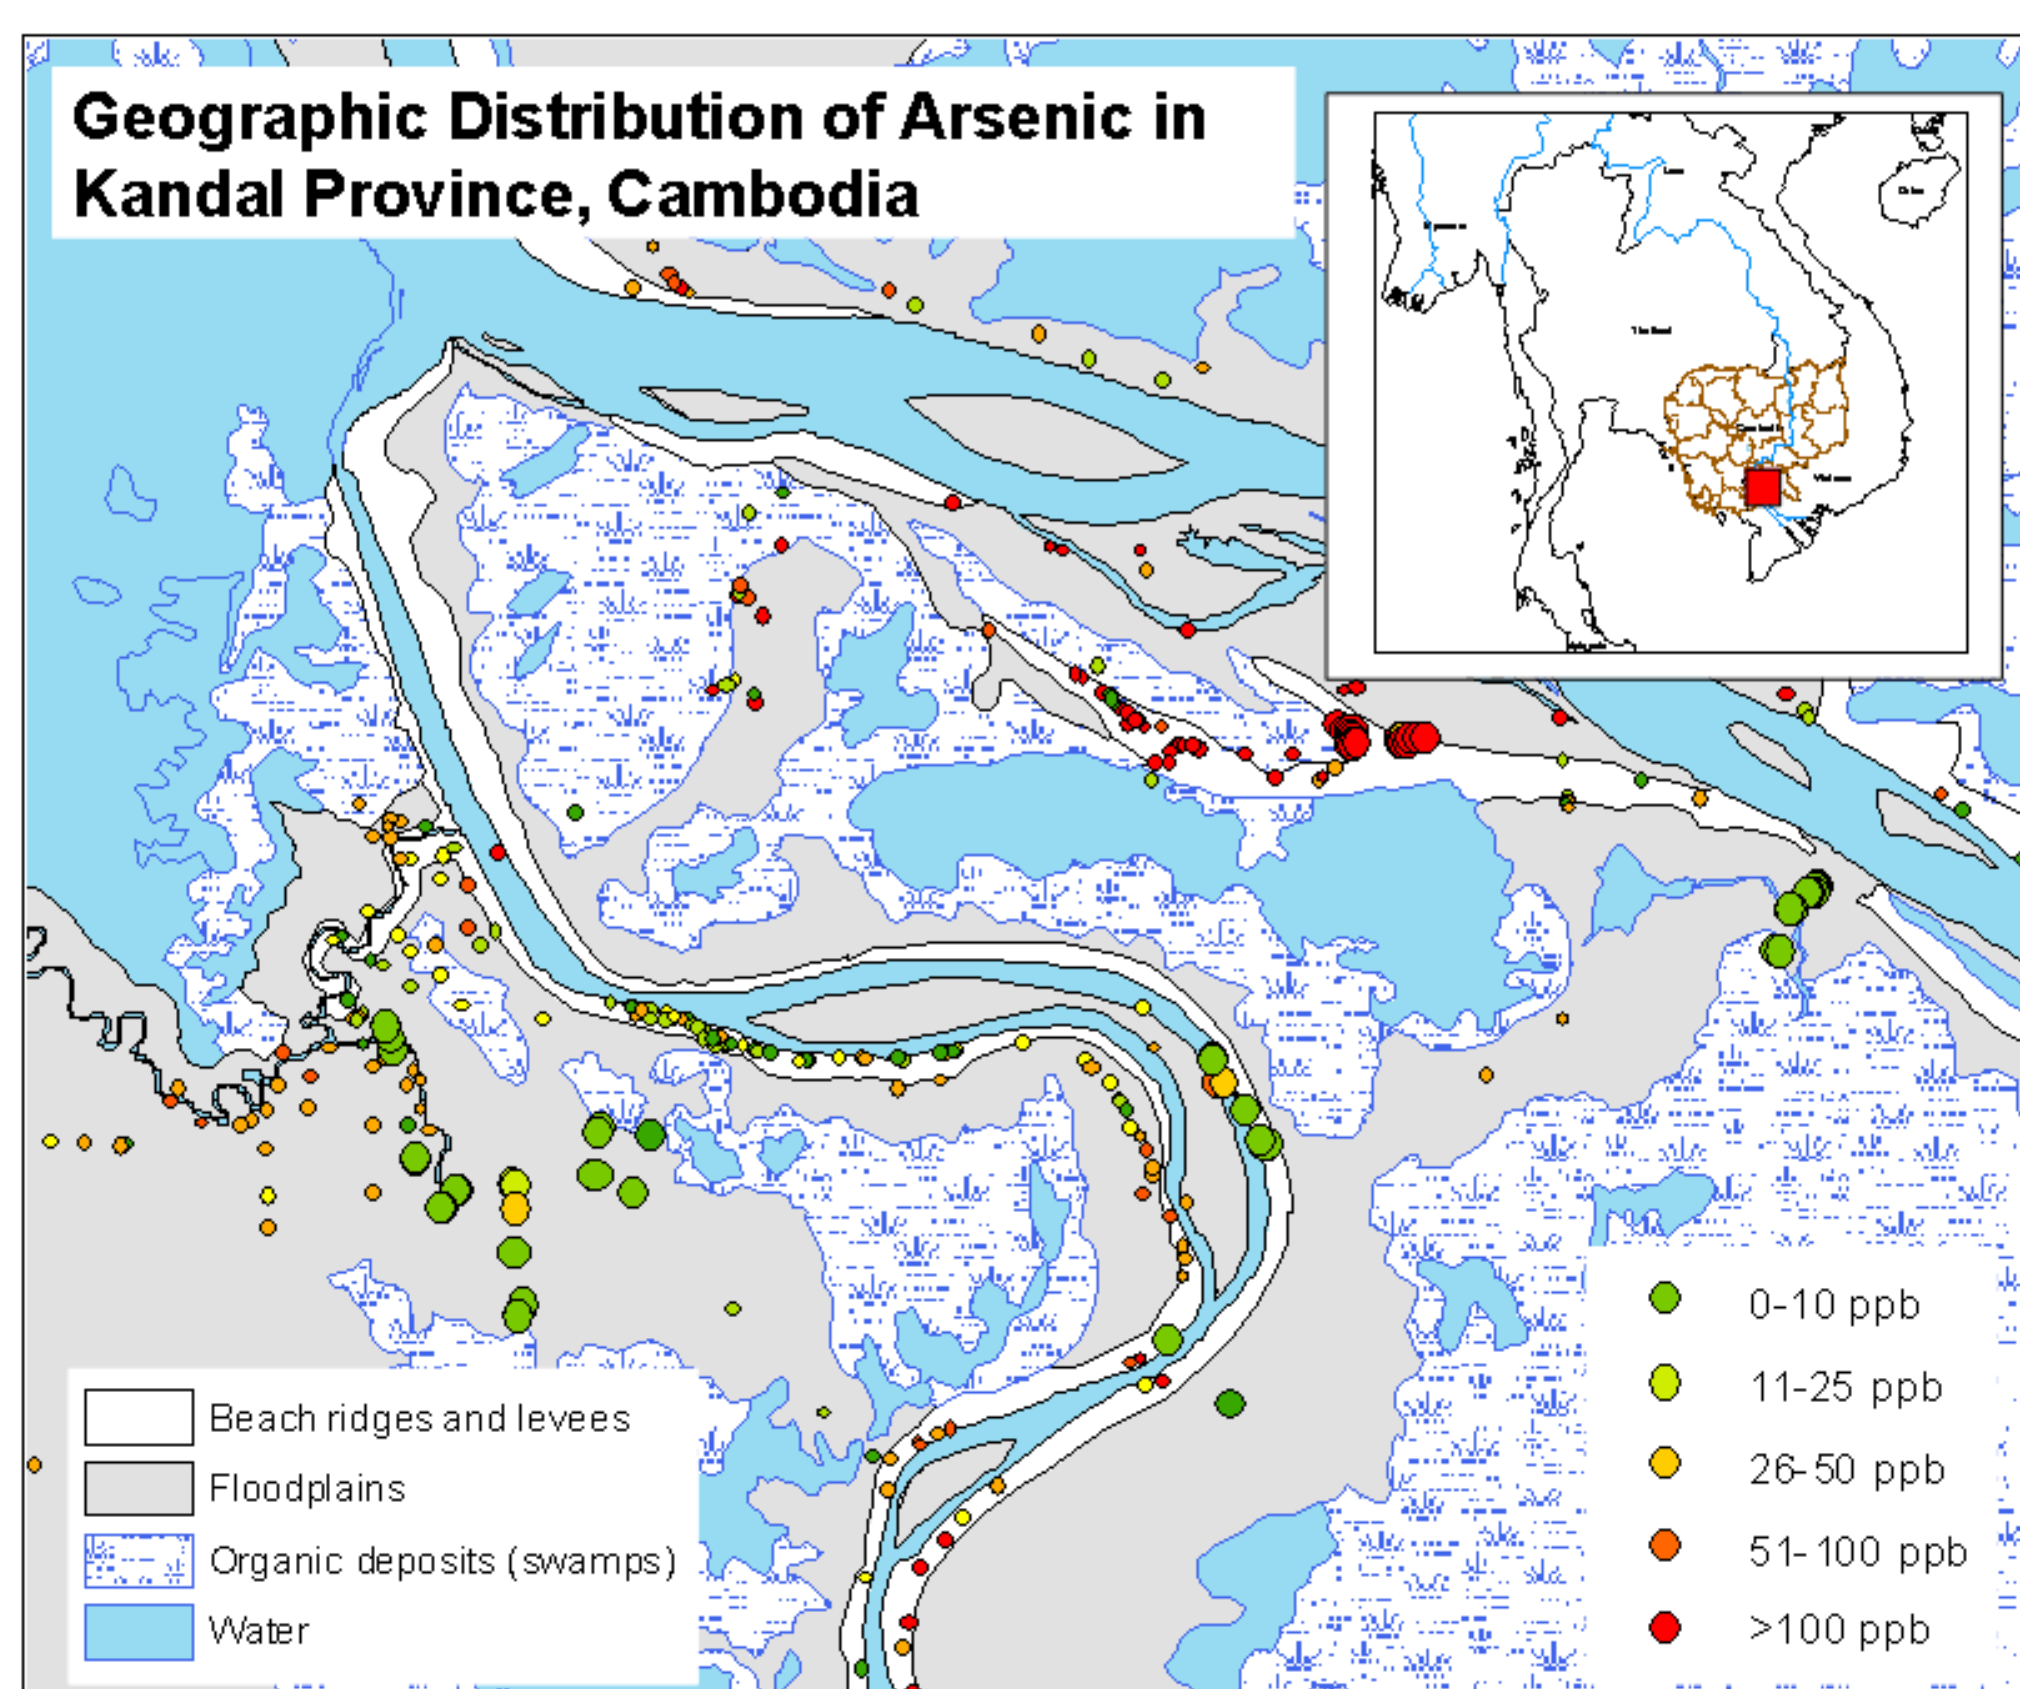 Geographic Distribution of Arsenic in
Kandal Province, Cambodia
Beach ridges and levees
Floodplains
Organic deposits (swamps)
Water
0-10 ppb
11-25 ppb
26-50 ppb
51-100 ppb
>100 ppb